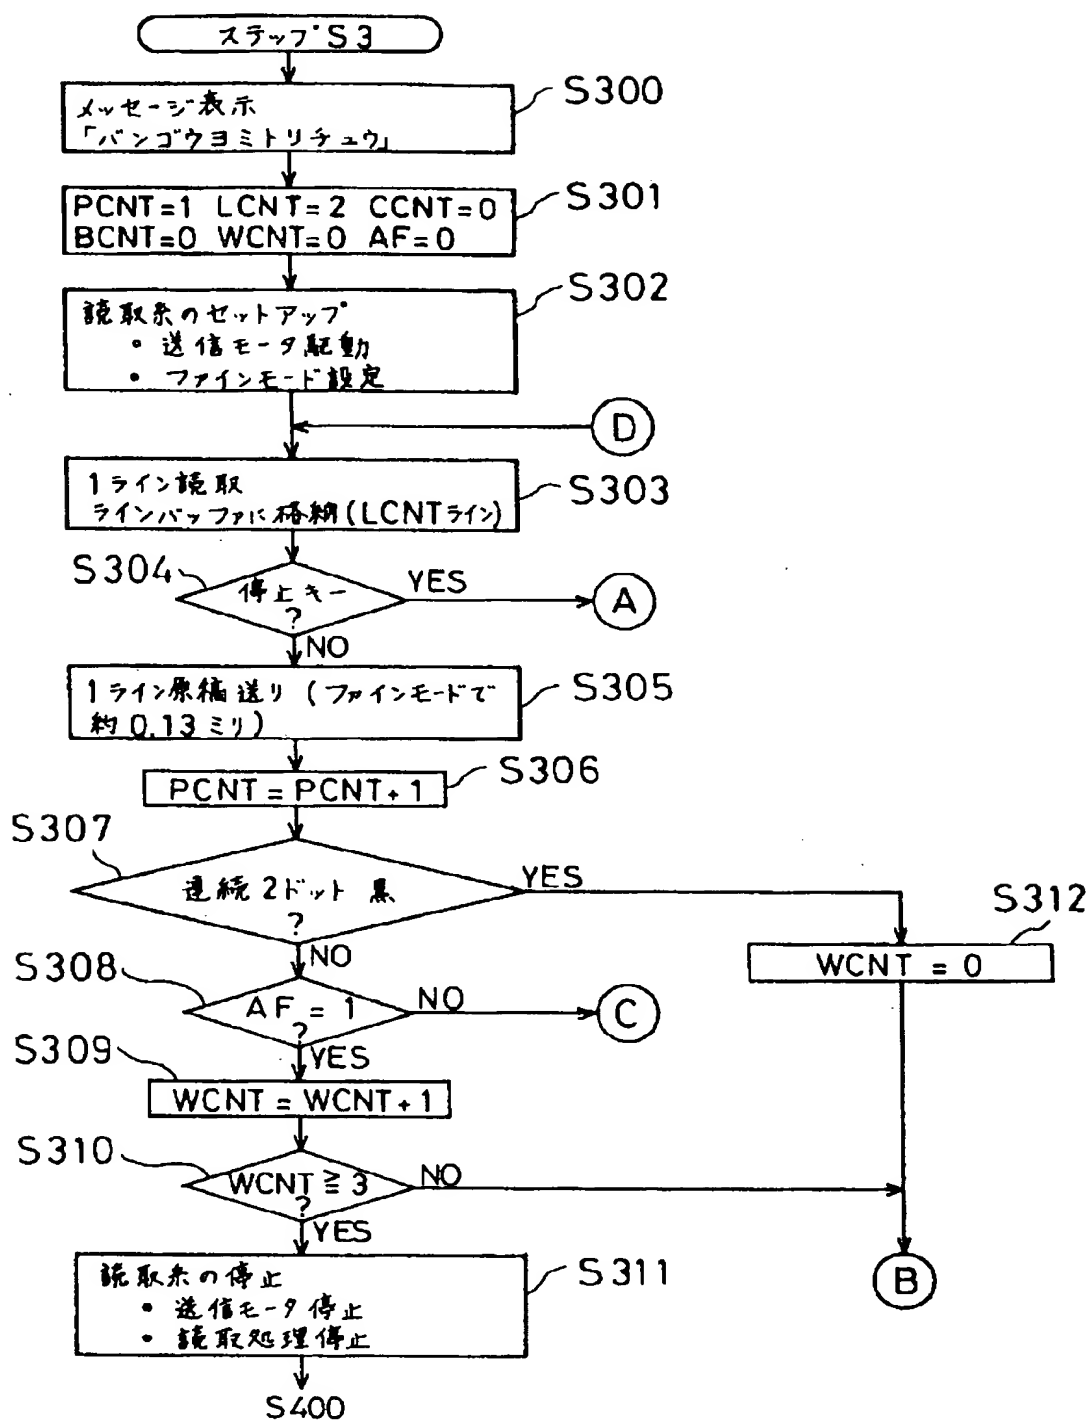 ステップS3
S300
メッセージ表示
「バンゴウヨミトリチュウ」
S301
PCNT=1 LCNT=2 CCNT=0
BCNT=0 WCNT=0 AF=0
S302
読取系のセットアップ
・送信モータ駆動
・ファインモード設定
D
S303
1ライン読取
ラインバッファに格納(LCNTライン)
S304
停止キー
?
YES
A
NO
S305
1ライン原稿送り(ファインモードで
約0.13ミリ)
S306
PCNT=PCNT+1
S307
連続2ドット黒
?
YES
S312
WCNT=0
NO
S308
AF=1
?
NO
C
YES
S309
WCNT=WCNT+1
S310
WCNT≧3
?
NO
YES
B
S311
読取系の停止
・送信モータ停止
・読取処理停止
S400